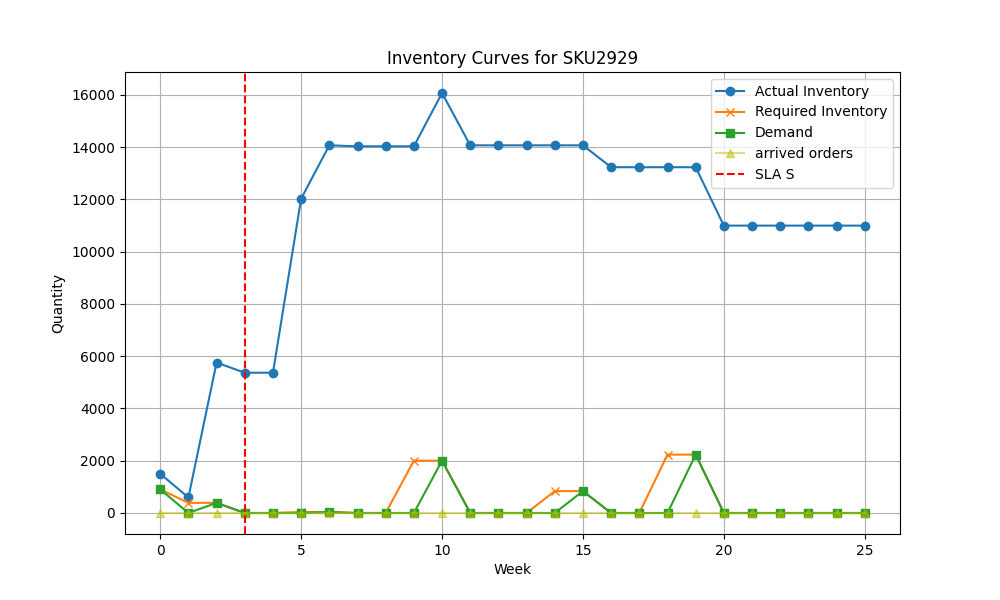 Inventory Curves for SKU2929
Actual Inventory
Required Inventory
Demand
arrived orders
SLA S
Quantity
16000
14000
12000
10000
8000
6000
4000
2000
0
0 5 10 15 20 25
Week